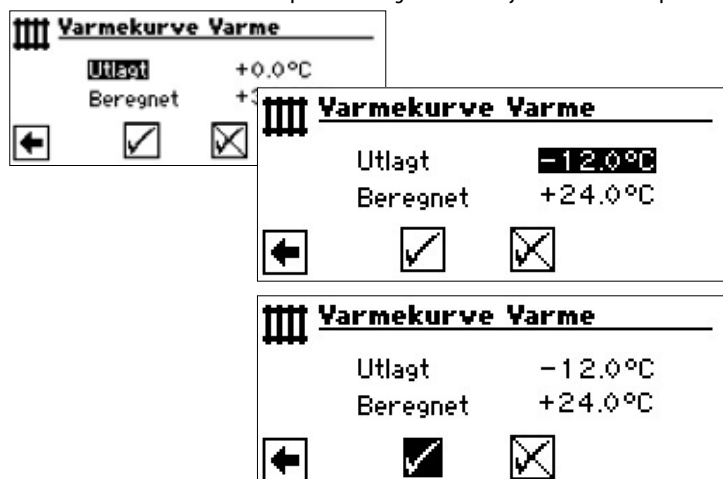 Varmekurve Varme
Utlagt +0.0°C
Beregnet
Varmekurve Varme
Utlagt -12.0°C
Beregnet +24.0°C
Varmekurve Varme
Utlagt -12.0°C
Beregnet +24.0°C